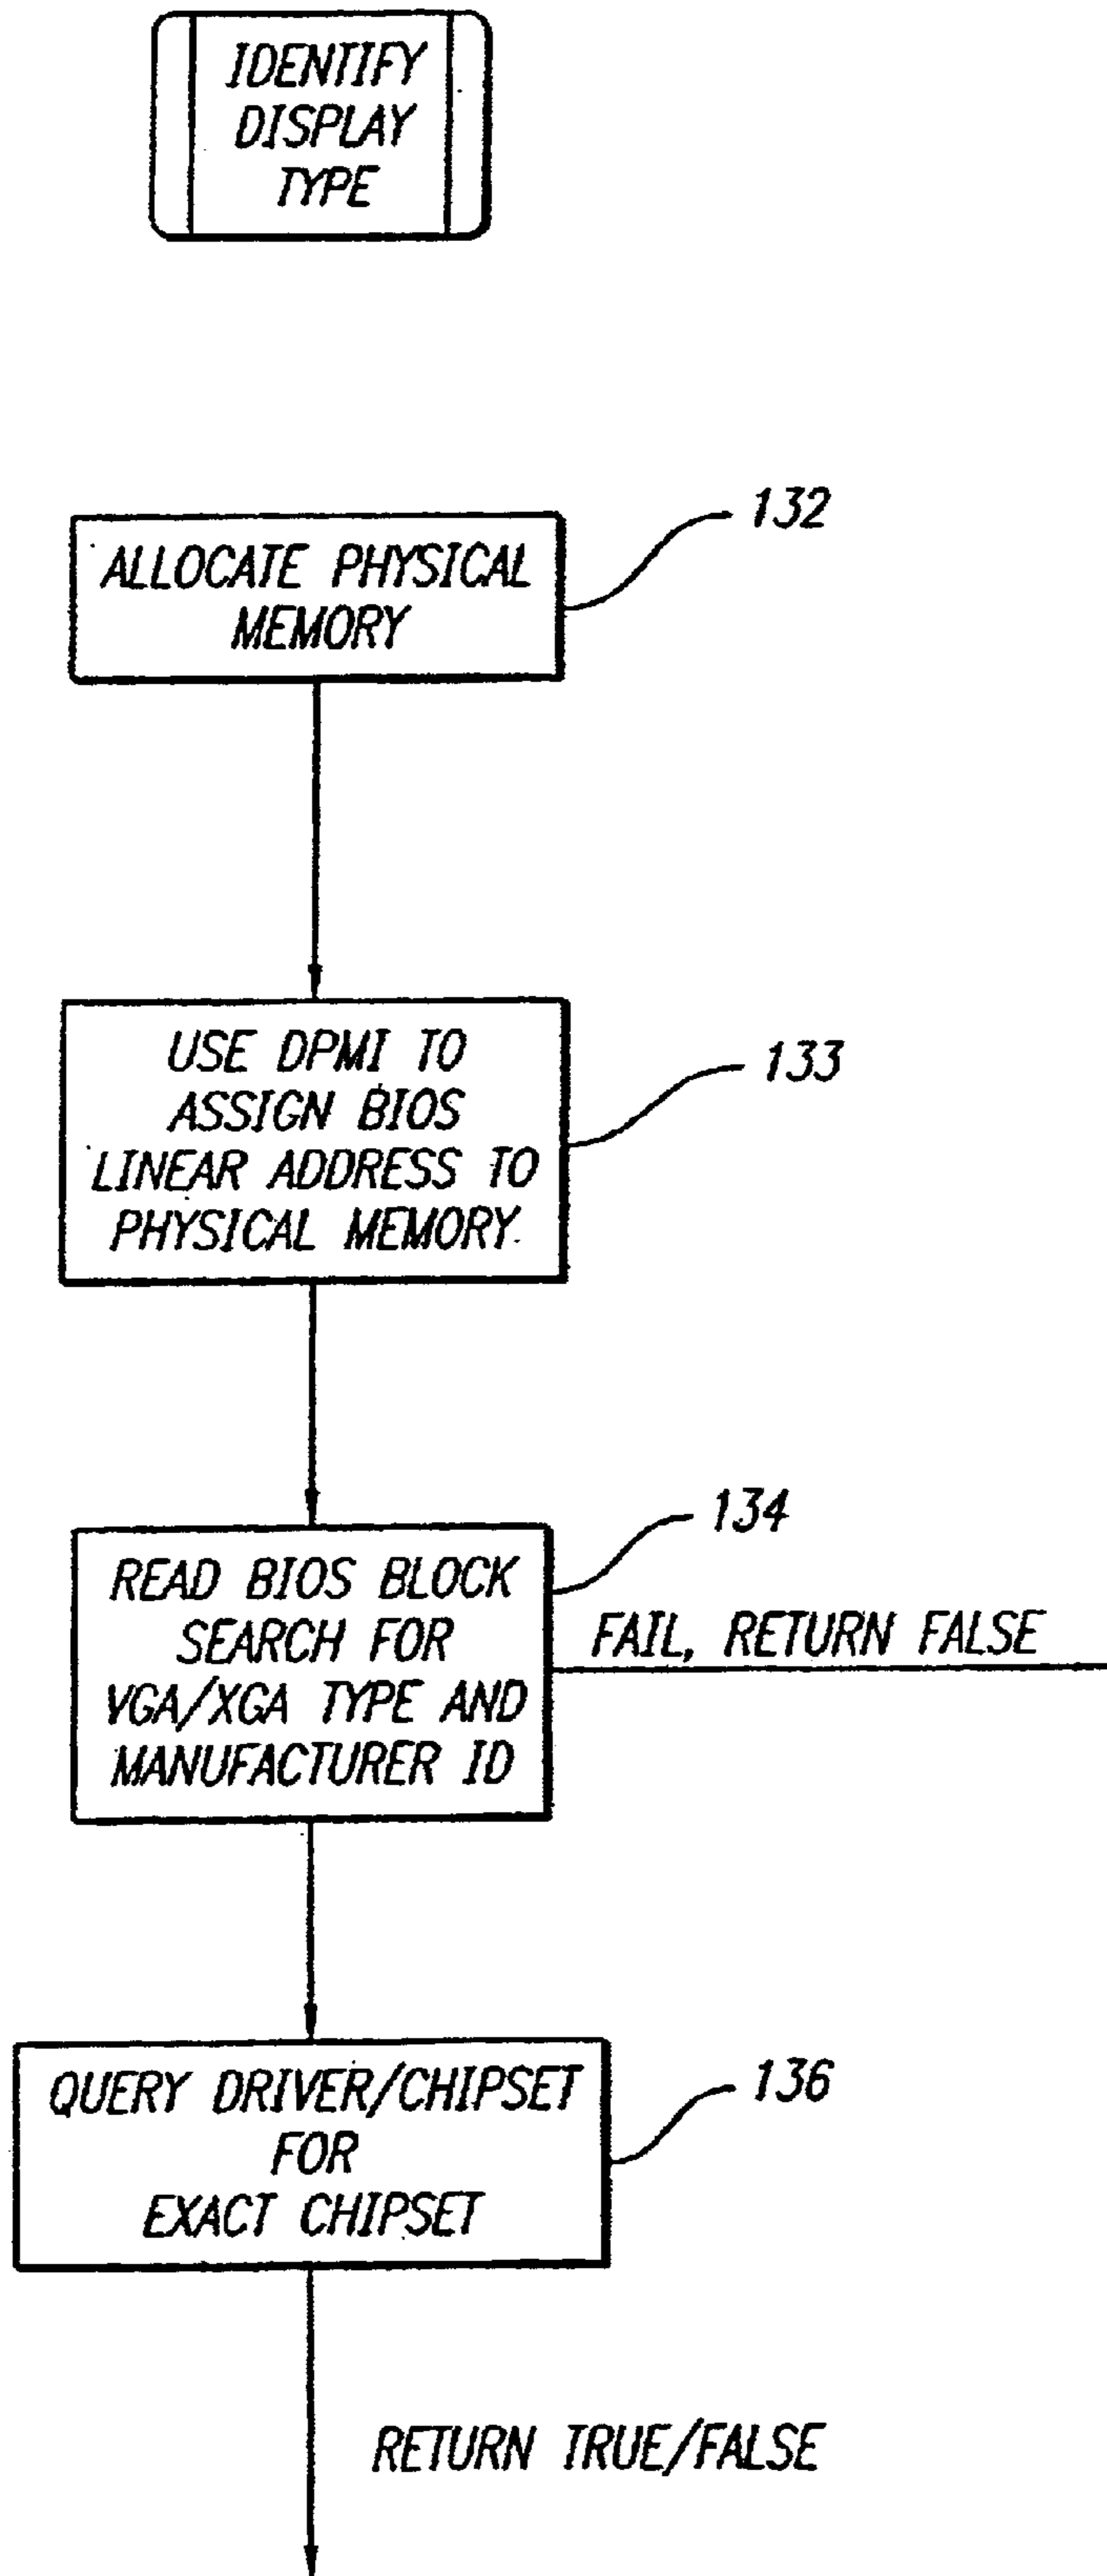 IDENTIFY
DISPLAY
TYPE
132
ALLOCATE PHYSICAL
MEMORY
133
USE DPMI TO
ASSIGN BIOS
LINEAR ADDRESS TO
PHYSICAL MEMORY.
134
READ BIOS BLOCK
SEARCH FOR
VGA/XGA TYPE AND
MANUFACTURER ID
FAIL, RETURN FALSE
136
QUERY DRIVER/CHIPSET
FOR
EXACT CHIPSET
RETURN TRUE/FALSE